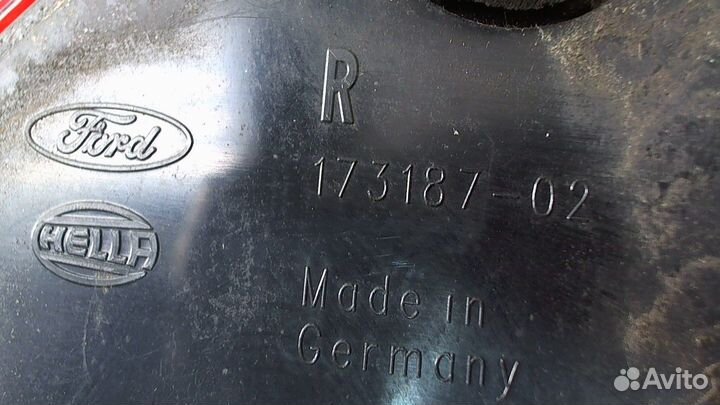 R
Ford
173187-02
HELLA
Made in
Germany
Avito